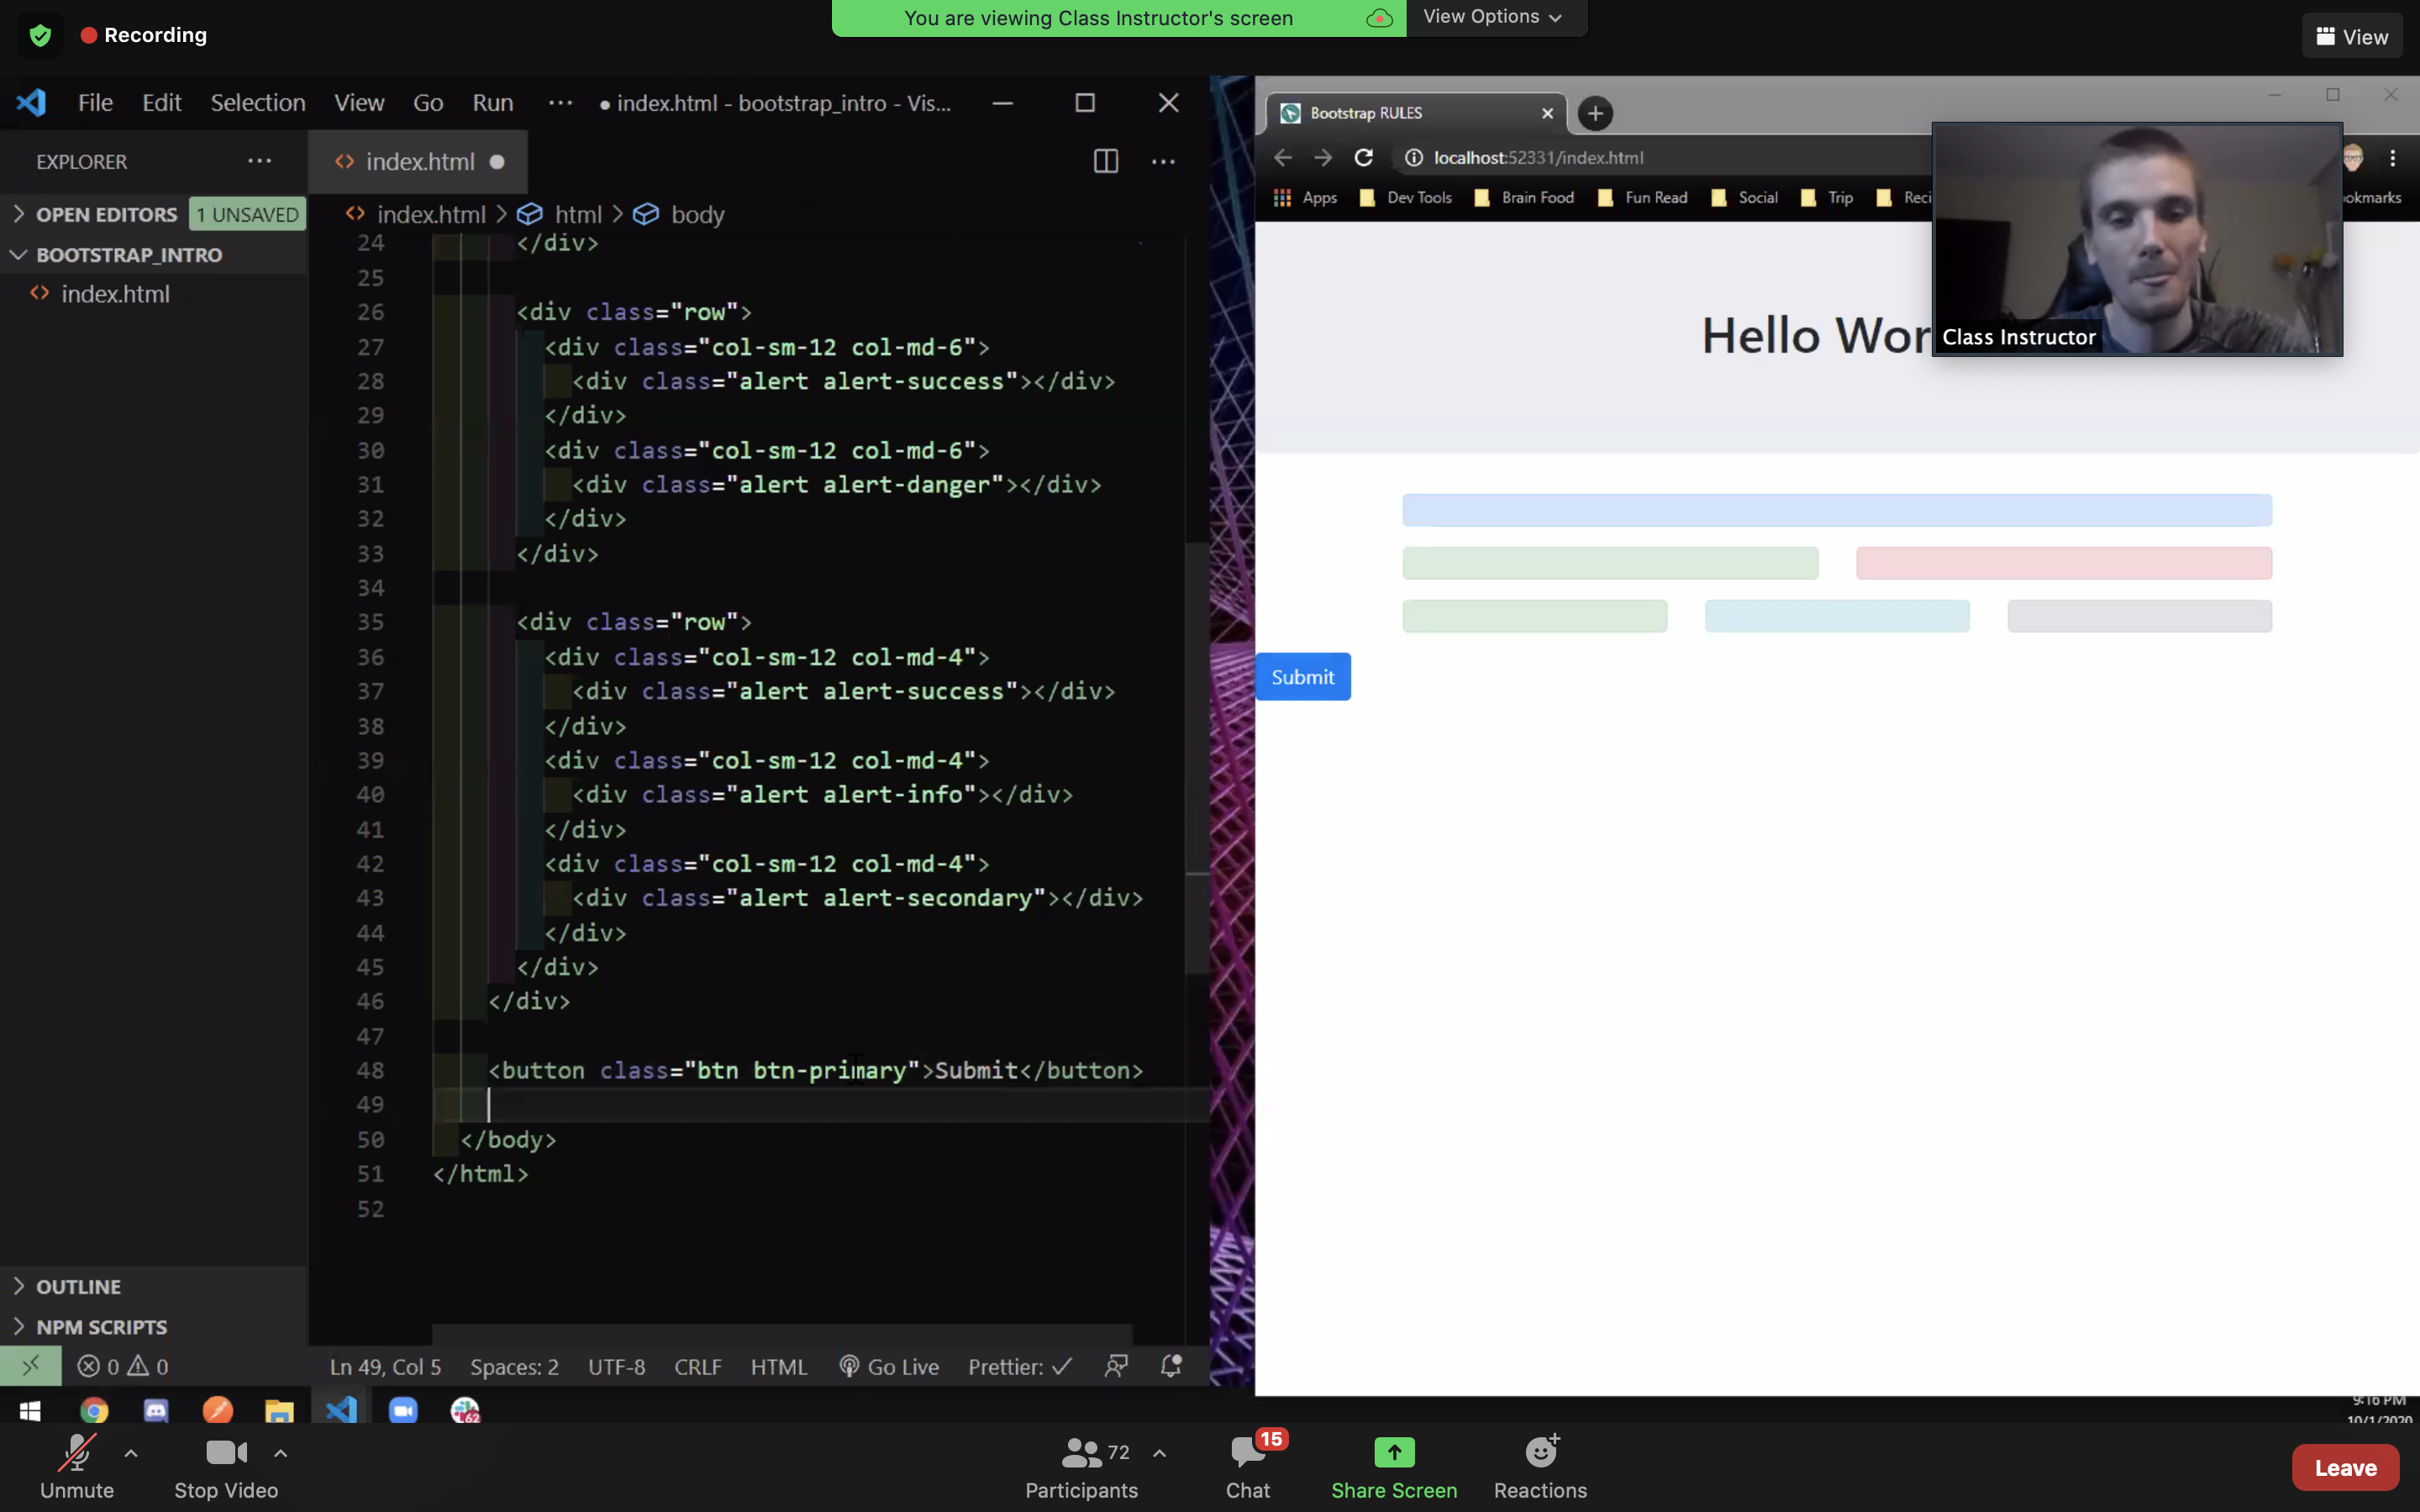 Recording
You are viewing Class Instructor's screen
View Options
View
File Edit Selection View Go Run ··· ● index.html - bootstrap_intro - Vis...
EXPLORER
index.html
OPEN EDITORS 1 UNSAVED
BOOTSTRAP_INTRO
index.html
index.html > html > body
24 </div>
25
26 <div class="row">
27 <div class="col-sm-12 col-md-6">
28 <div class="alert alert-success"></div>
29 </div>
30 <div class="col-sm-12 col-md-6">
31 <div class="alert alert-danger"></div>
32 </div>
33 </div>
34
35 <div class="row">
36 <div class="col-sm-12 col-md-4">
37 <div class="alert alert-success"></div>
38 </div>
39 <div class="col-sm-12 col-md-4">
40 <div class="alert alert-info"></div>
41 </div>
42 <div class="col-sm-12 col-md-4">
43 <div class="alert alert-secondary"></div>
44 </div>
45 </div>
46 </div>
47
48 <button class="btn btn-primary">Submit</button>
49
50 </body>
51 </html>
52
OUTLINE
NPM SCRIPTS
0 0
Ln 49, Col 5 Spaces: 2 UTF-8 CRLF HTML Go Live Prettier: ✓
Bootstrap RULES
localhost:52331/index.html
Apps Dev Tools Brain Food Fun Read Social Trip Reci okmarks
Hello Wor
Class Instructor
Submit
62
9:16 PM
10/1/2020
Unmute
Stop Video
72
Participants
15
Chat
Share Screen
Reactions
Leave